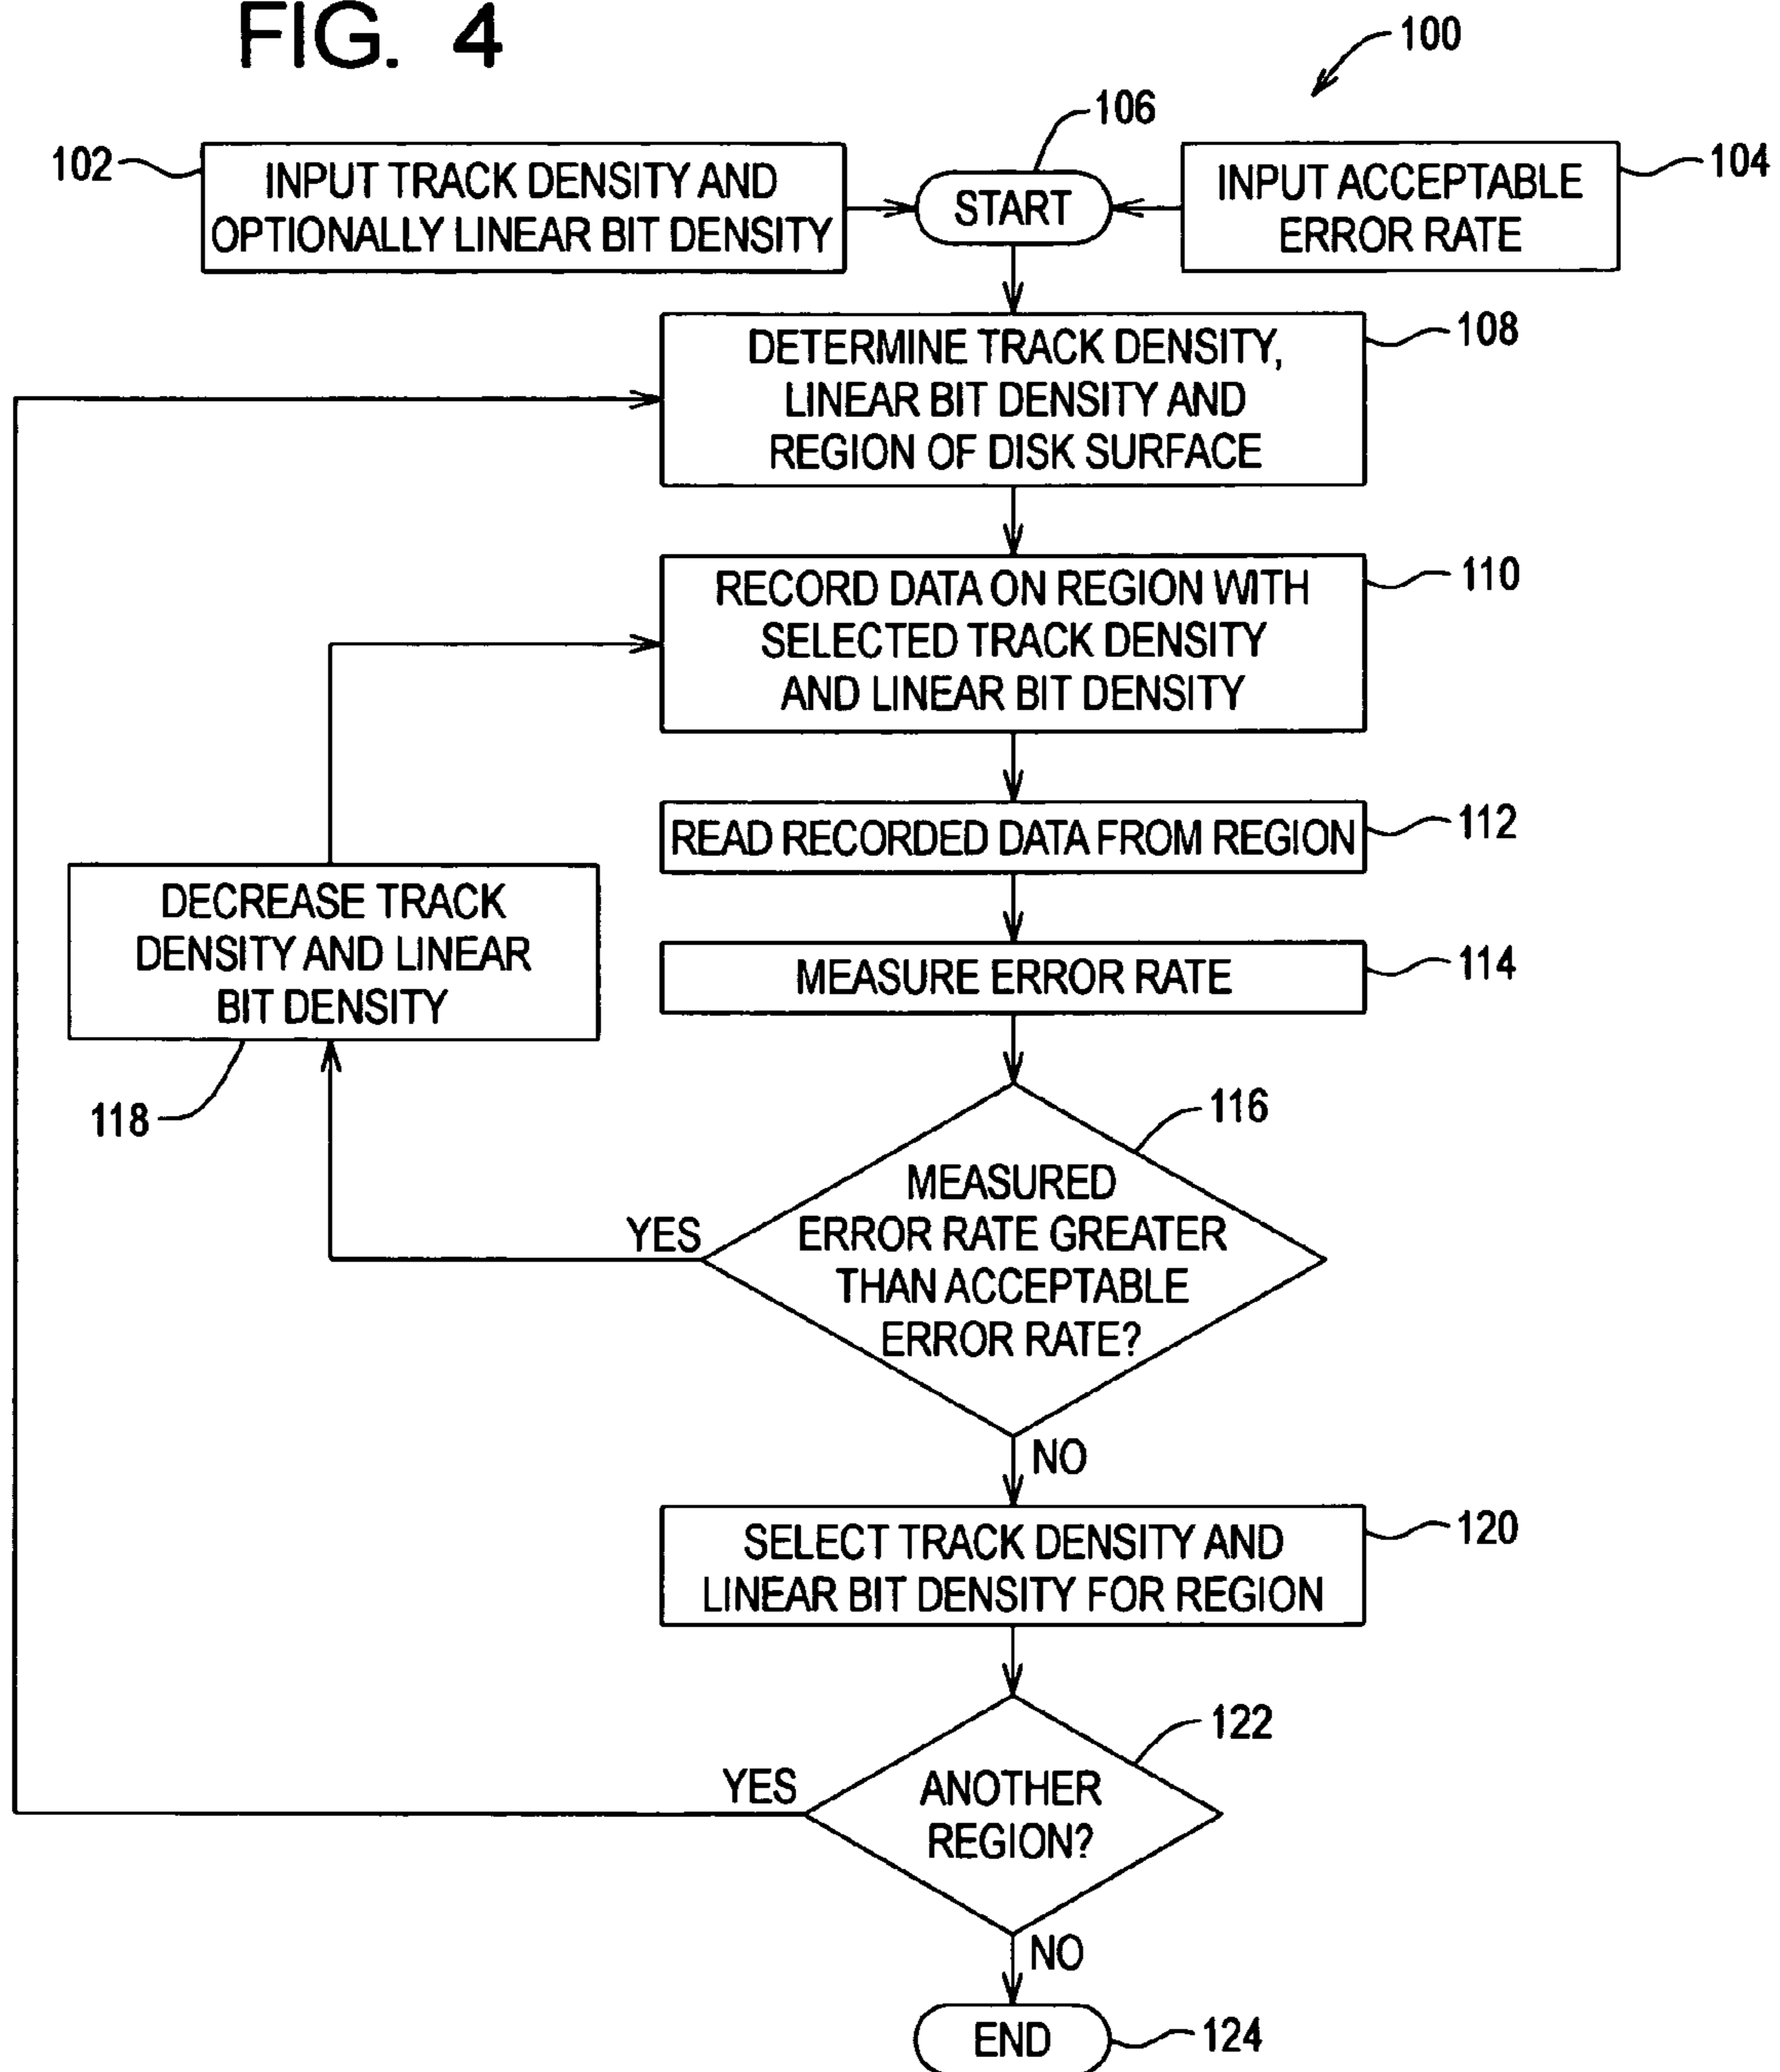 FIG. 4
100
106
102
INPUT TRACK DENSITY AND
OPTIONALLY LINEAR BIT DENSITY
START
INPUT ACCEPTABLE
ERROR RATE
104
DETERMINE TRACK DENSITY,
LINEAR BIT DENSITY AND
REGION OF DISK SURFACE
108
RECORD DATA ON REGION WITH
SELECTED TRACK DENSITY
AND LINEAR BIT DENSITY
110
READ RECORDED DATA FROM REGION
112
DECREASE TRACK
DENSITY AND LINEAR
BIT DENSITY
118
MEASURE ERROR RATE
114
116
MEASURED
ERROR RATE GREATER
THAN ACCEPTABLE
ERROR RATE?
YES
NO
SELECT TRACK DENSITY AND
LINEAR BIT DENSITY FOR REGION
120
122
YES
ANOTHER
REGION?
NO
END
124